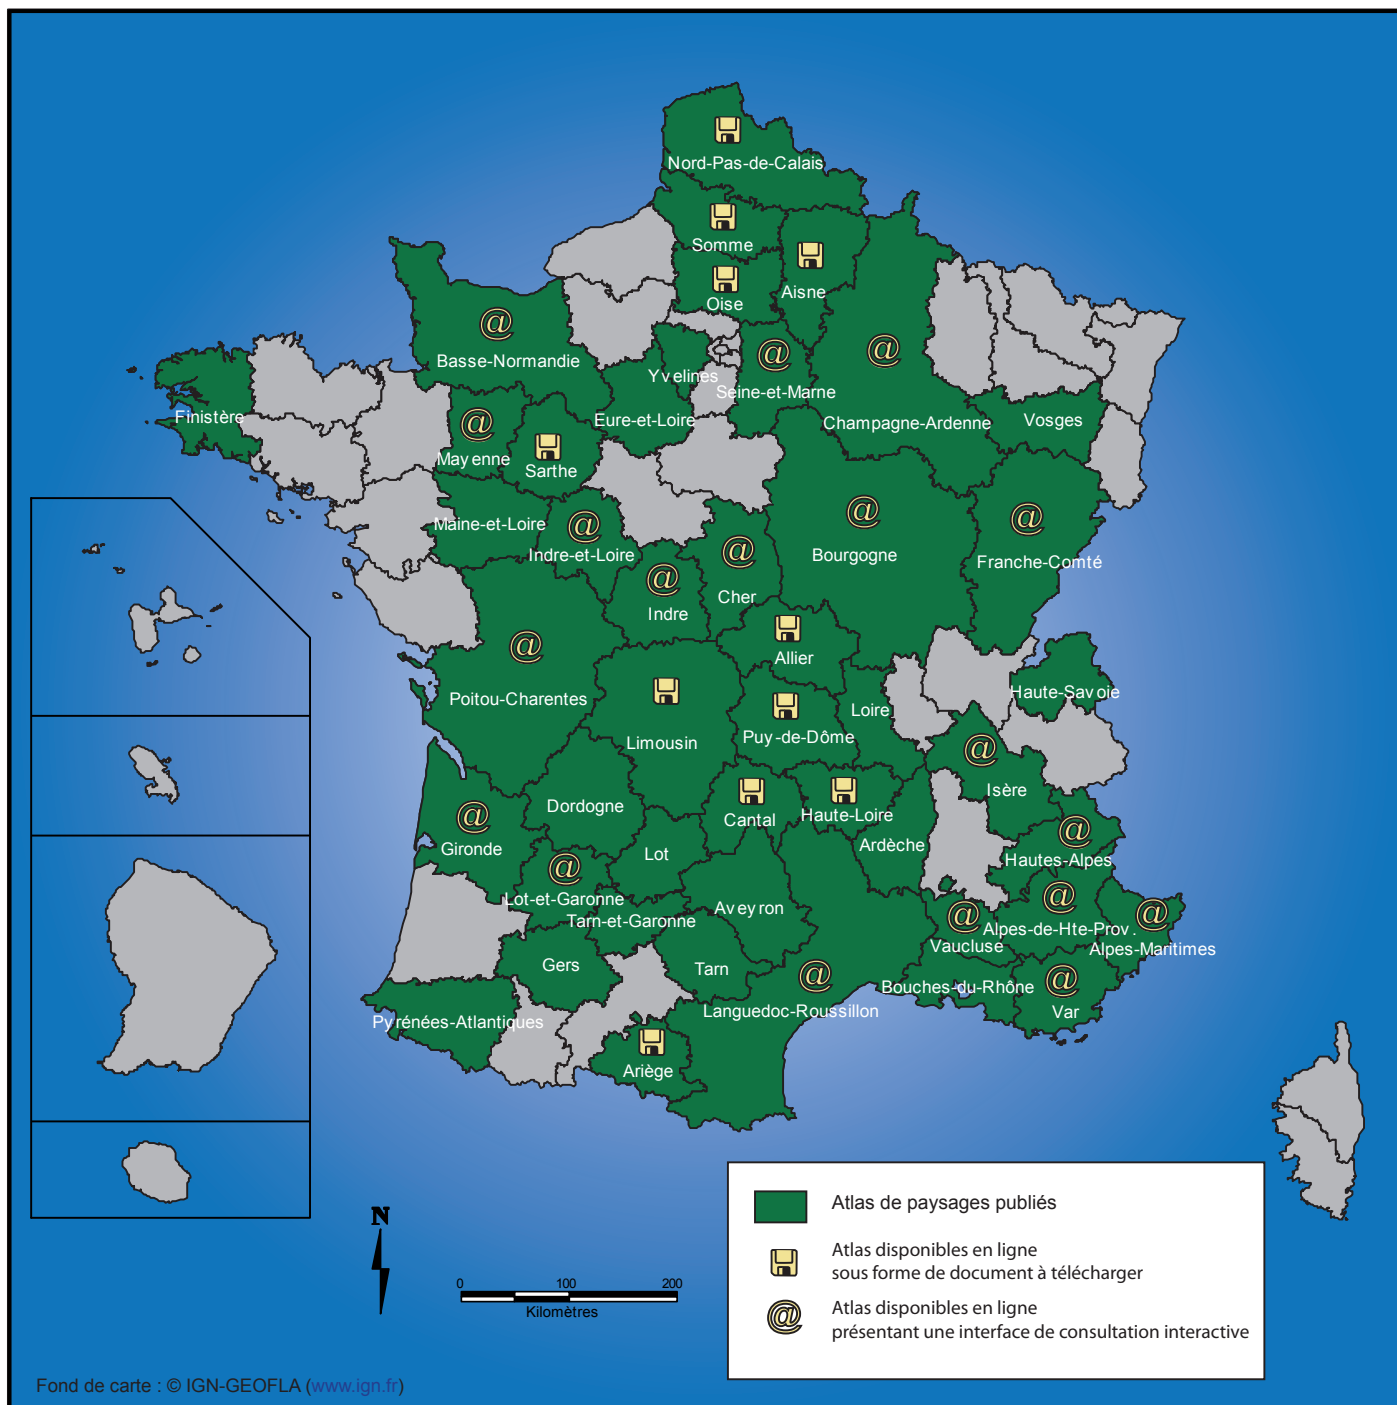 Nord-Pas-de-Calais
Somme
Aisne
Oise
Basse-Normandie
Yvelines
Seine-et-Marne
Finistère
Eure-et-Loire
Champagne-Ardenne
Vosges
Mayenne
Sarthe
Maine-et-Loire
Indre-et-Loire
Bourgogne
Franche-Comté
Indre
Cher
Allier
Poitou-Charentes
Haute-Savoie
Loire
Limousin
Puy-de-Dôme
Isère
Dordogne
Cantal
Haute-Loire
Gironde
Lot
Ardèche
Hautes-Alpes
Lot-et-Garonne
Aveyron
Tarn-et-Garonne
Alpes-de-Hte-Prov.
Vaucluse
Alpes-Maritimes
Gers
Tarn
Bouches-du-Rhône
Languedoc-Roussillon
Var
Pyrénées-Atlantiques
Ariège
@
Atlas de paysages publiés
Atlas disponibles en ligne
sous forme de document à télécharger
Atlas disponibles en ligne
présentant une interface de consultation interactive
N
0 100 200
Kilomètres
Fond de carte : © IGN-GEOFLA (www.ign.fr)